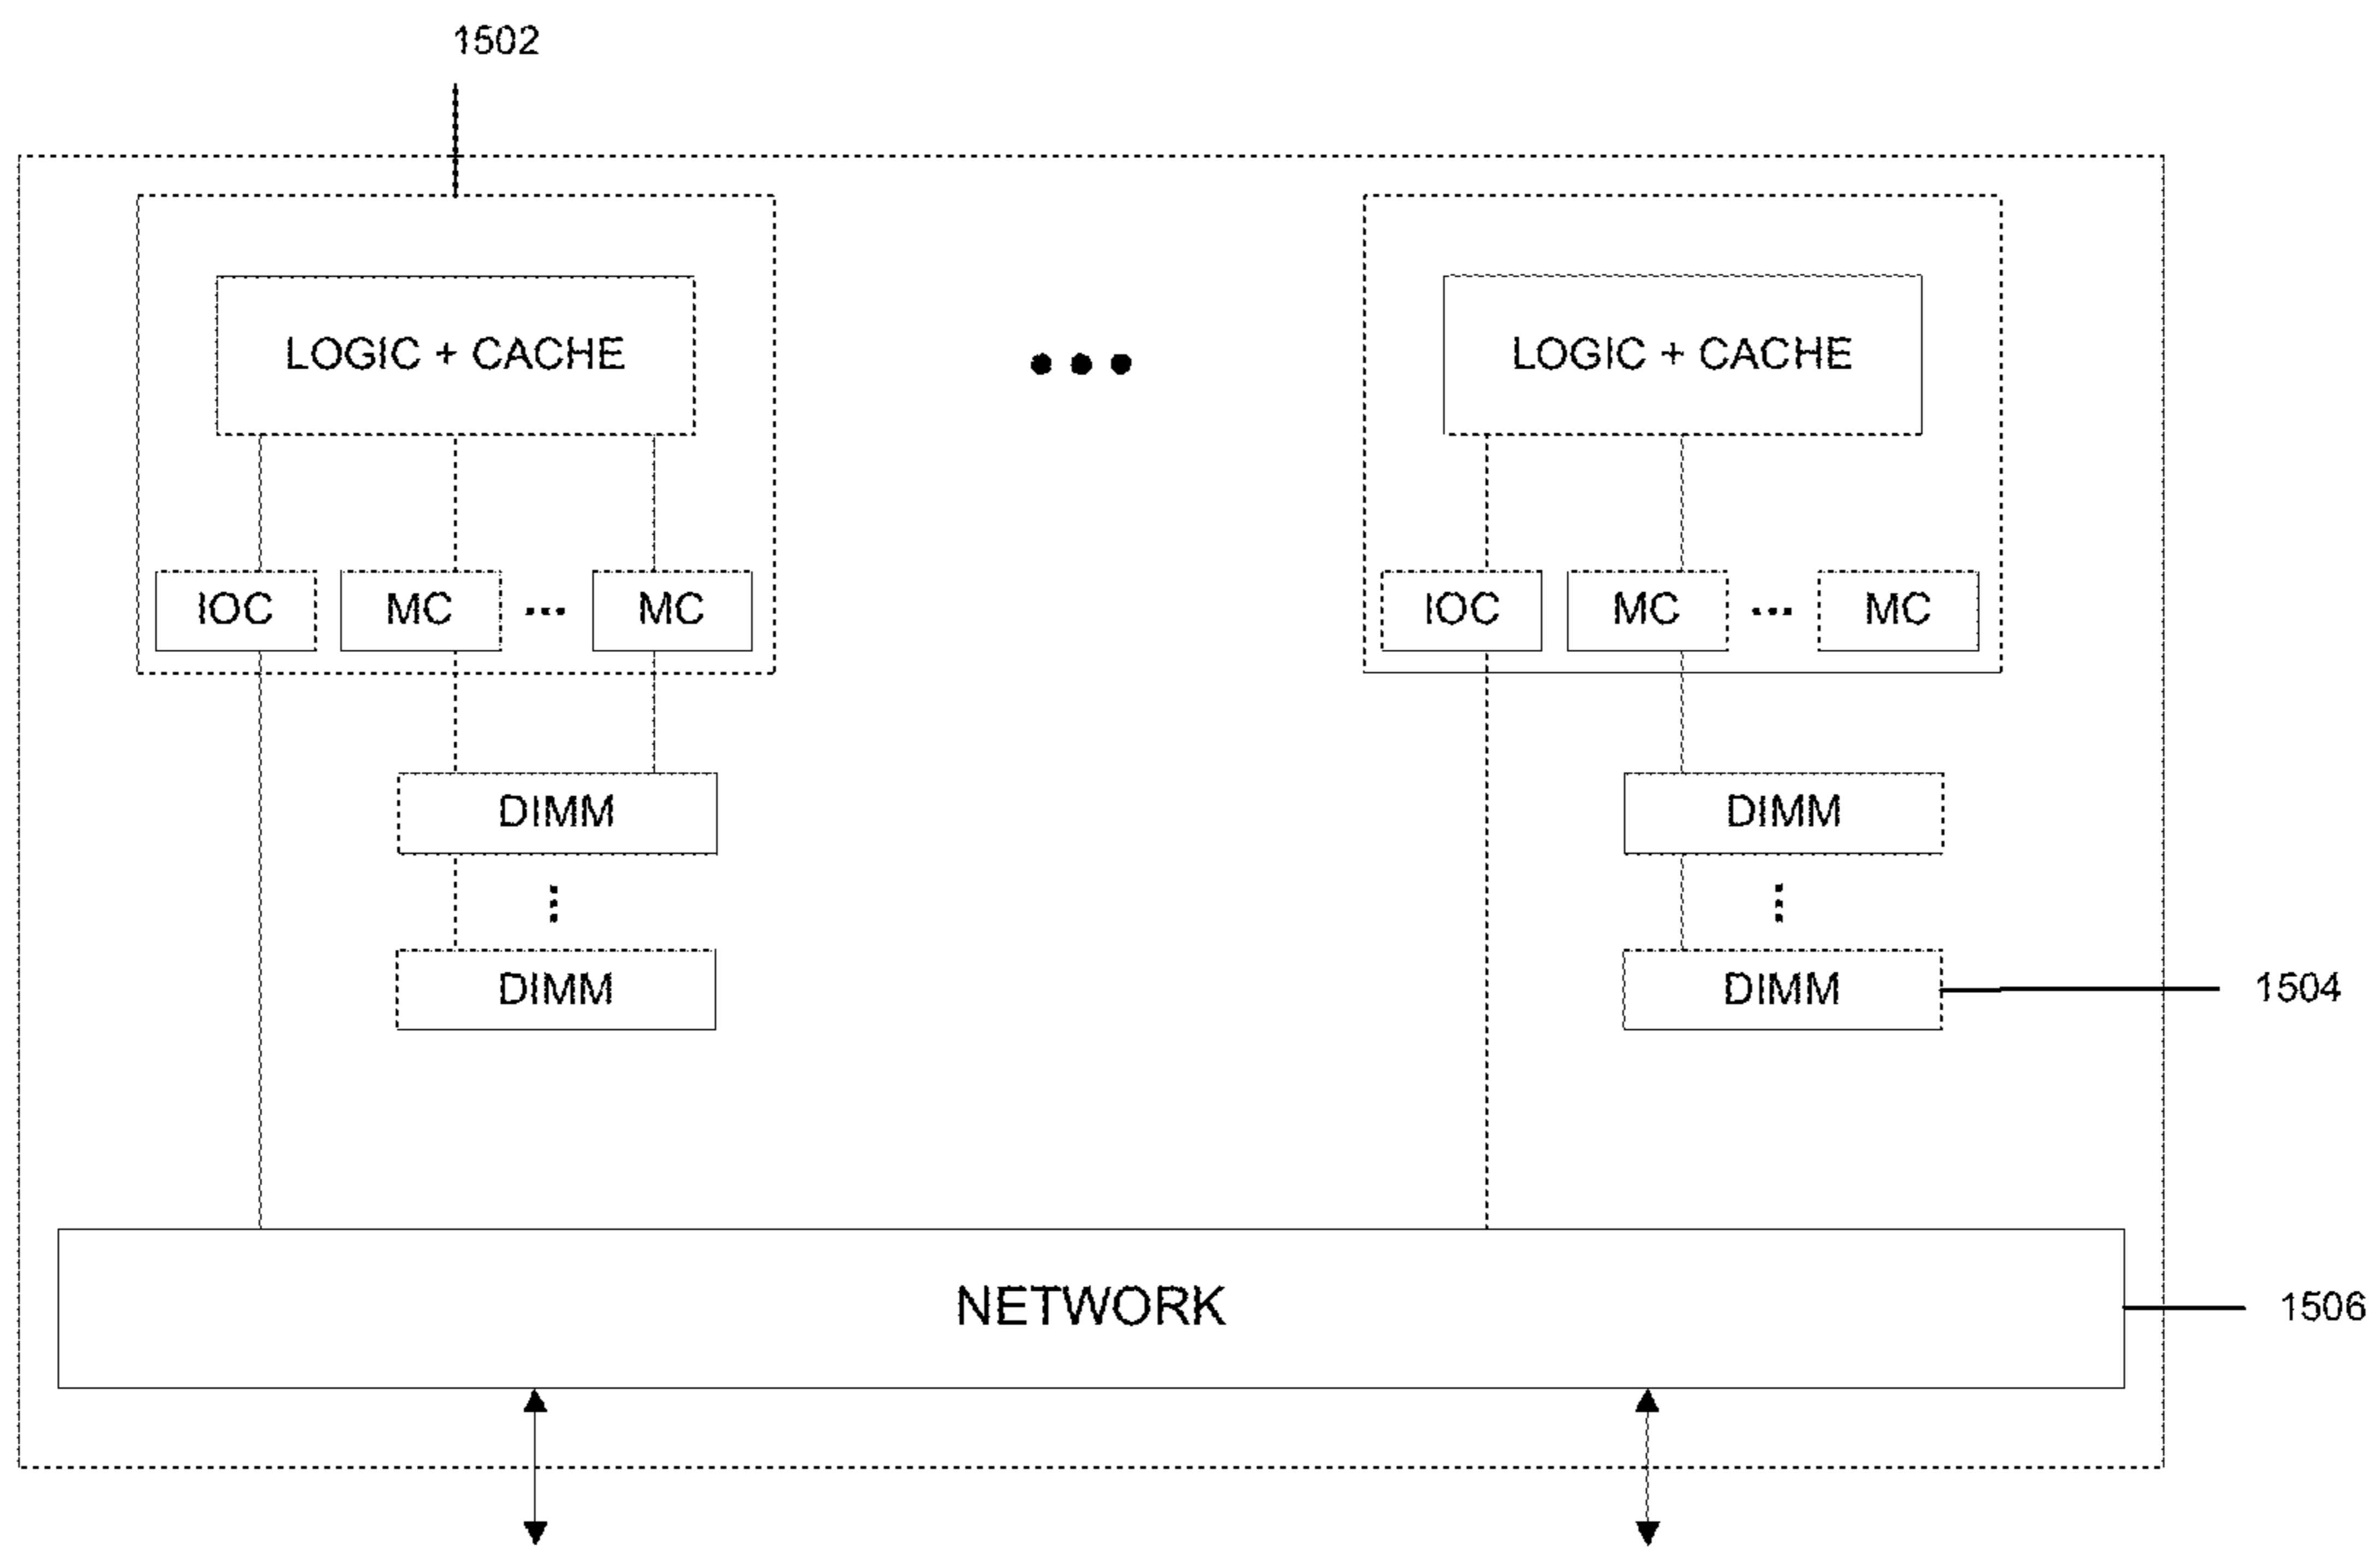 1502
LOGIC + CACHE
LOGIC + CACHE
IOC MC ... MC
IOC MC ... MC
DIMM
DIMM
DIMM
DIMM
1504
NETWORK
1506